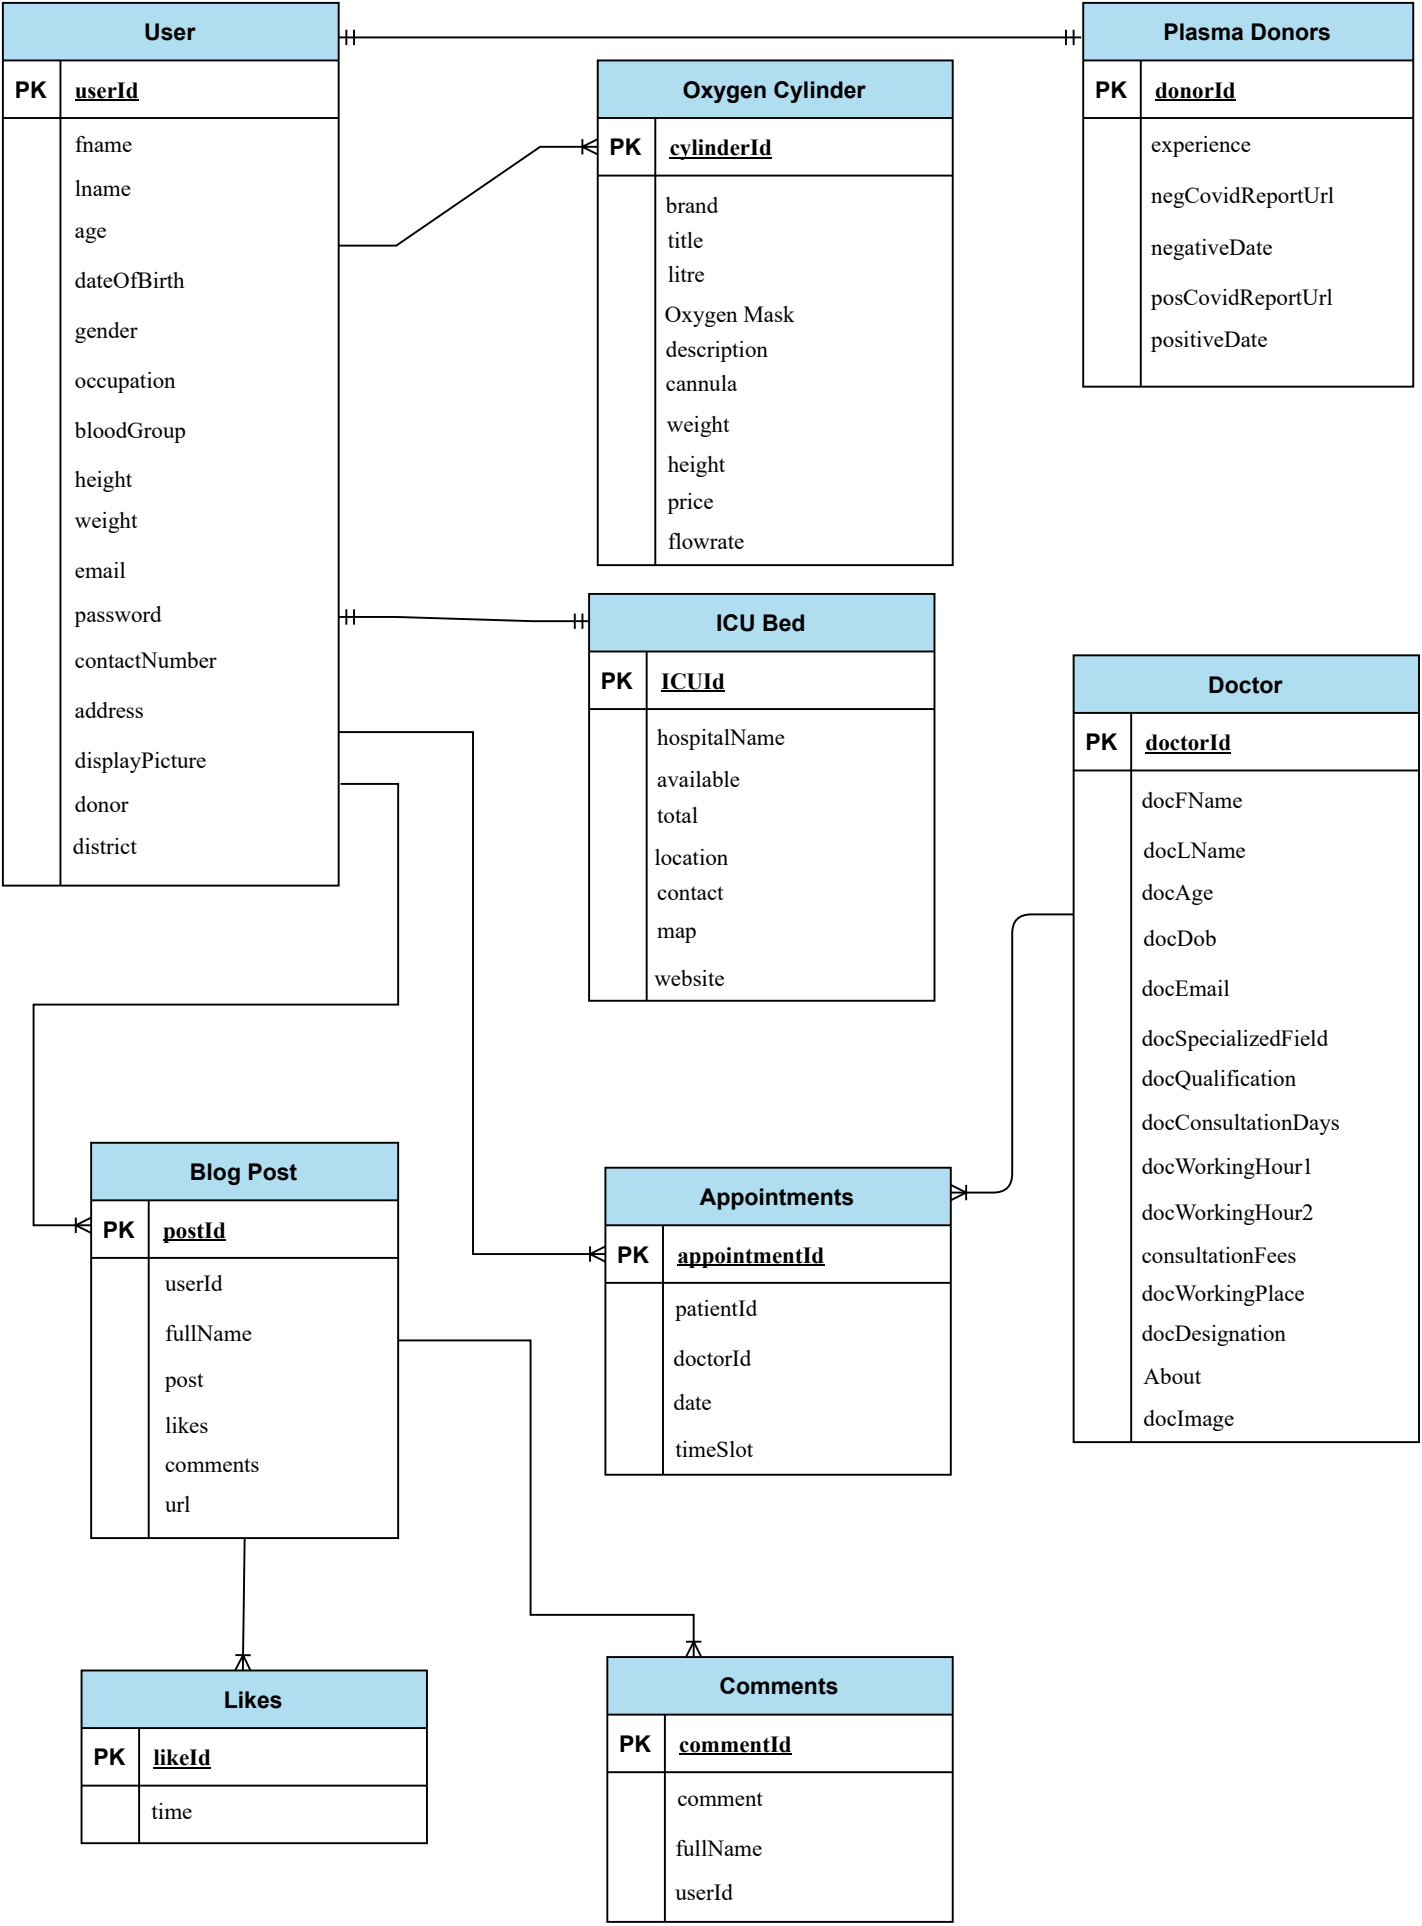 User
PK userId
fname
lname
age
dateOfBirth
gender
occupation
bloodGroup
height
weight
email
password
contactNumber
address
displayPicture
donor
district
Oxygen Cylinder
PK cylinderId
brand
title
litre
Oxygen Mask
description
cannula
weight
height
price
flowrate
Plasma Donors
PK donorId
experience
negCovidReportUrl
negativeDate
posCovidReportUrl
positiveDate
ICU Bed
PK ICUId
hospitalName
available
total
location
contact
map
website
Doctor
PK doctorId
docFName
docLName
docAge
docDob
docEmail
docSpecializedField
docQualification
docConsultationDays
docWorkingHour1
docWorkingHour2
consultationFees
docWorkingPlace
docDesignation
About
docImage
Blog Post
PK postId
userId
fullName
post
likes
comments
url
Appointments
PK appointmentId
patientId
doctorId
date
timeSlot
Likes
PK likeId
time
Comments
PK commentId
comment
fullName
userId